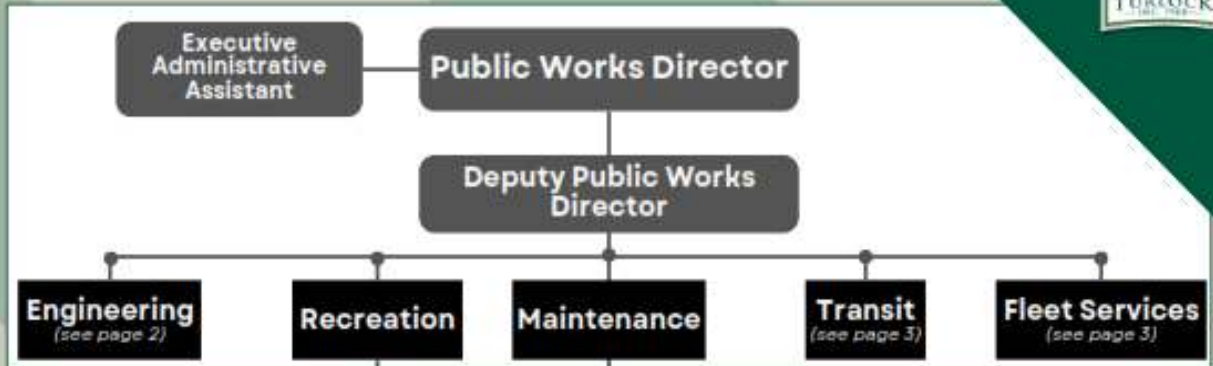 TURLOCK
Executive
Administrative
Assistant
Public Works Director
Deputy Public Works
Director
Engineering
(see page 2)
Recreation
Maintenance
Transit
(see page 3)
Fleet Services
(see page 3)